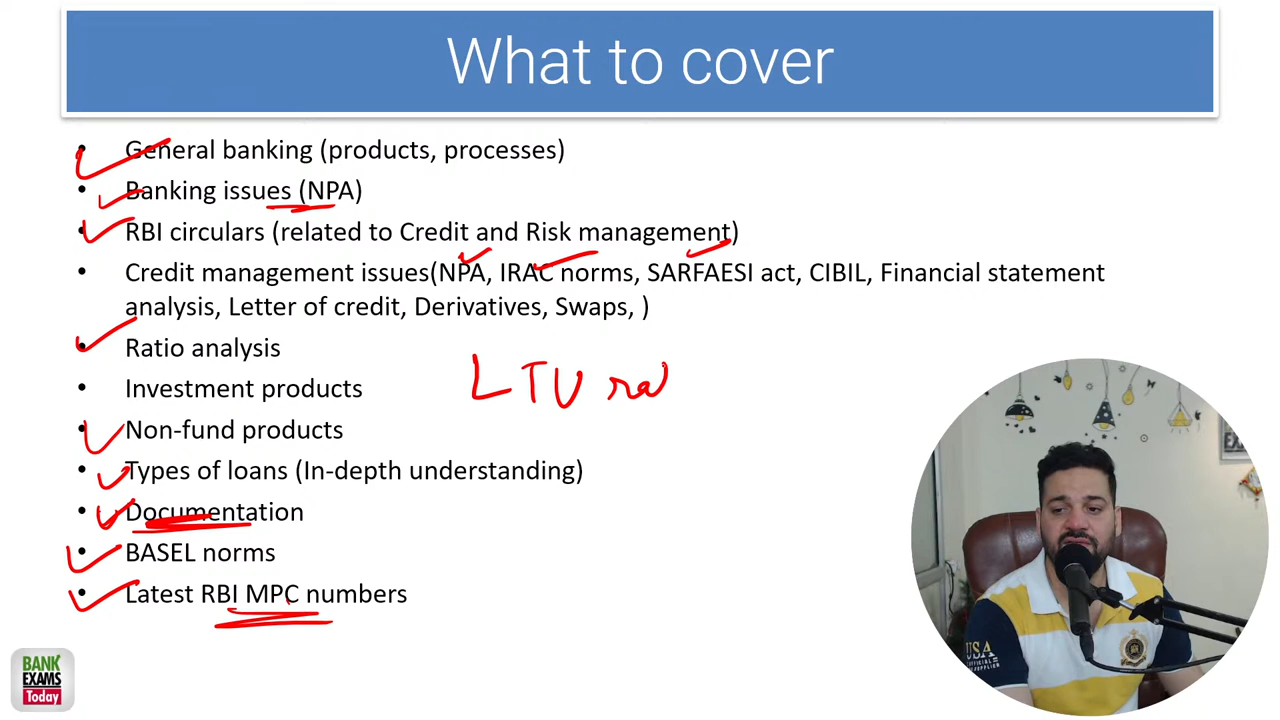 What to cover
• General banking (products, processes)
• Banking issues (NPA)
• RBI circulars (related to Credit and Risk management)
• Credit management issues(NPA, IRAC norms, SARFAESI act, CIBIL, Financial statement
analysis, Letter of credit, Derivatives, Swaps, )
• Ratio analysis
• Investment products
LTV ra
• Non-fund products
• Types of loans (In-depth understanding)
• Documentation
• BASEL norms
• Latest RBI MPC numbers
BANK
EXAMS
Today
USA